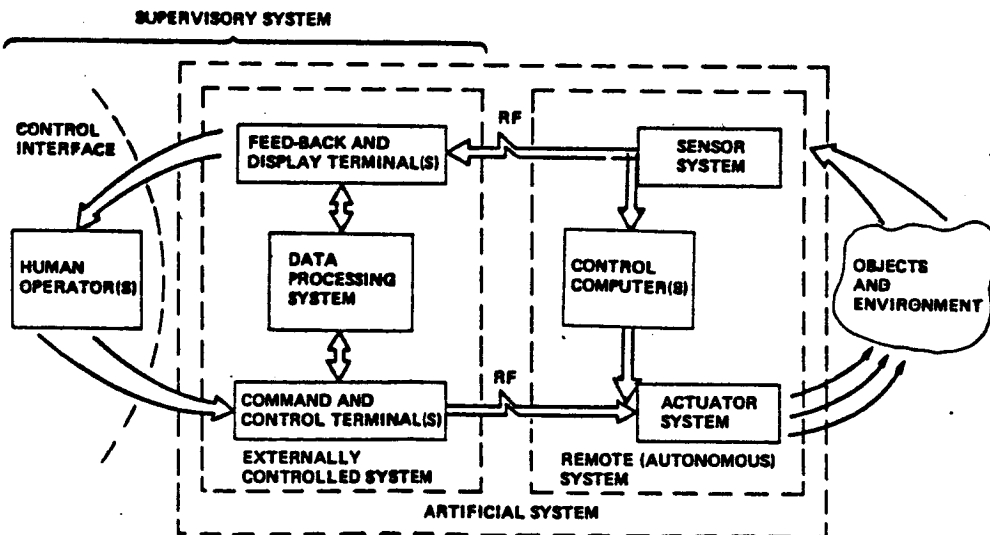 SUPERVISORY SYSTEM
CONTROL
INTERFACE
FEED-BACK AND
DISPLAY TERMINAL(S)
RF
SENSOR
SYSTEM
HUMAN
OPERATOR(S)
DATA
PROCESSING
SYSTEM
CONTROL
COMPUTER(S)
OBJECTS
AND
ENVIRONMENT
COMMAND AND
CONTROL TERMINAL(S)
RF
ACTUATOR
SYSTEM
EXTERNALLY
CONTROLLED SYSTEM
REMOTE (AUTONOMOUS)
SYSTEM
ARTIFICIAL SYSTEM